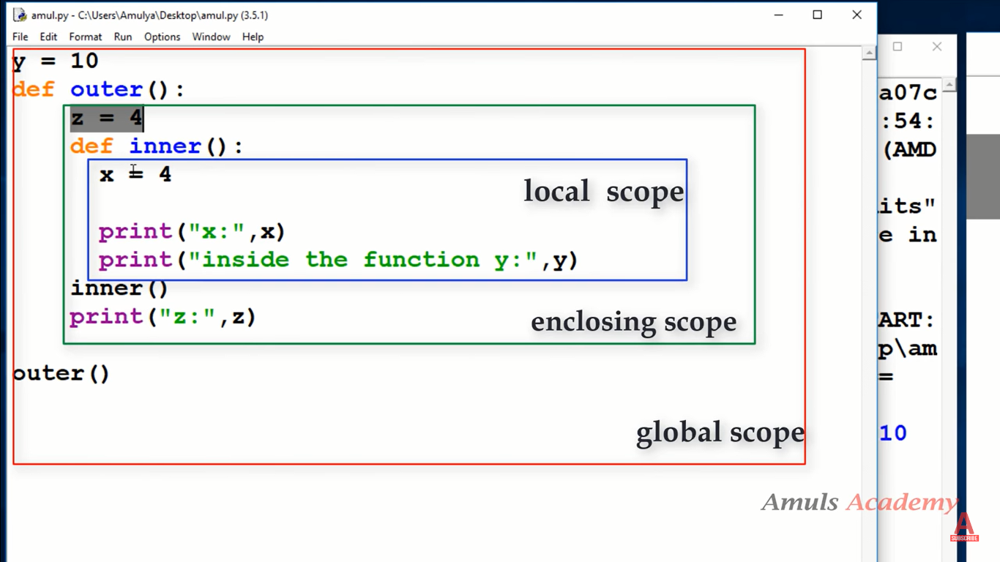 amul.py - C:\Users\Amulya\Desktop\amul.py (3.5.1)
File Edit Format Run Options Window Help
y = 10
def outer():
z = 4
def inner():
x = 4
local scope
print("x:",x)
print("inside the function y:",y)
inner()
print("z:",z)
enclosing scope
outer()
global scope
a07c
:54:
(AMD
its"
e in
ART:
p\am
=
10
Amuls Academy
A
SUBSCRIBE